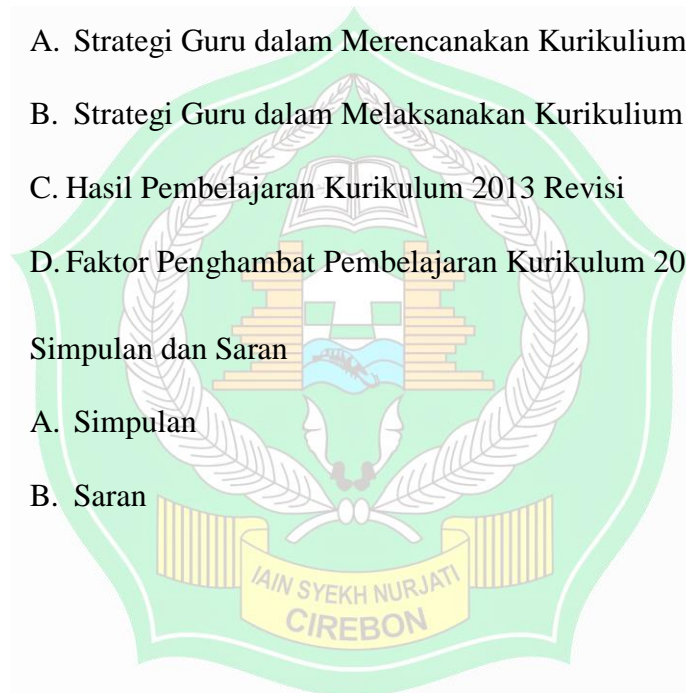 A. Strategi Guru dalam Merencanakan Kurikulium
B. Strategi Guru dalam Melaksanakan Kurikulium
C. Hasil Pembelajaran Kurikulum 2013 Revisi
D. Faktor Penghambat Pembelajaran Kurikulum 20
Simpulan dan Saran
A. Simpulan
B. Saran
IAIN SYEKH NURJATI
CIREBON